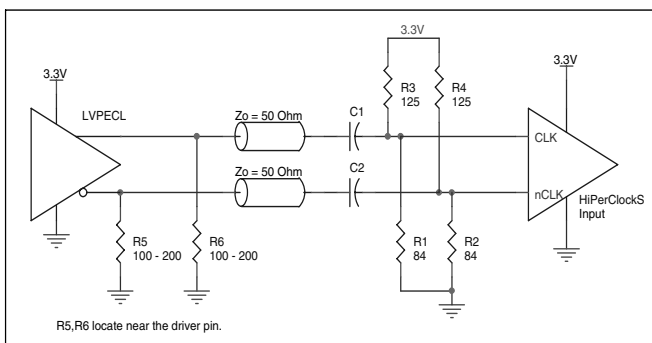 3.3V
3.3V
3.3V
LVPECL
R3
125
R4
125
Zo = 50 Ohm
C1
CLK
Zo = 50 Ohm
C2
nCLK
HiPerClockS
Input
R5
100 - 200
R6
100 - 200
R1
84
R2
84
R5,R6 locate near the driver pin.